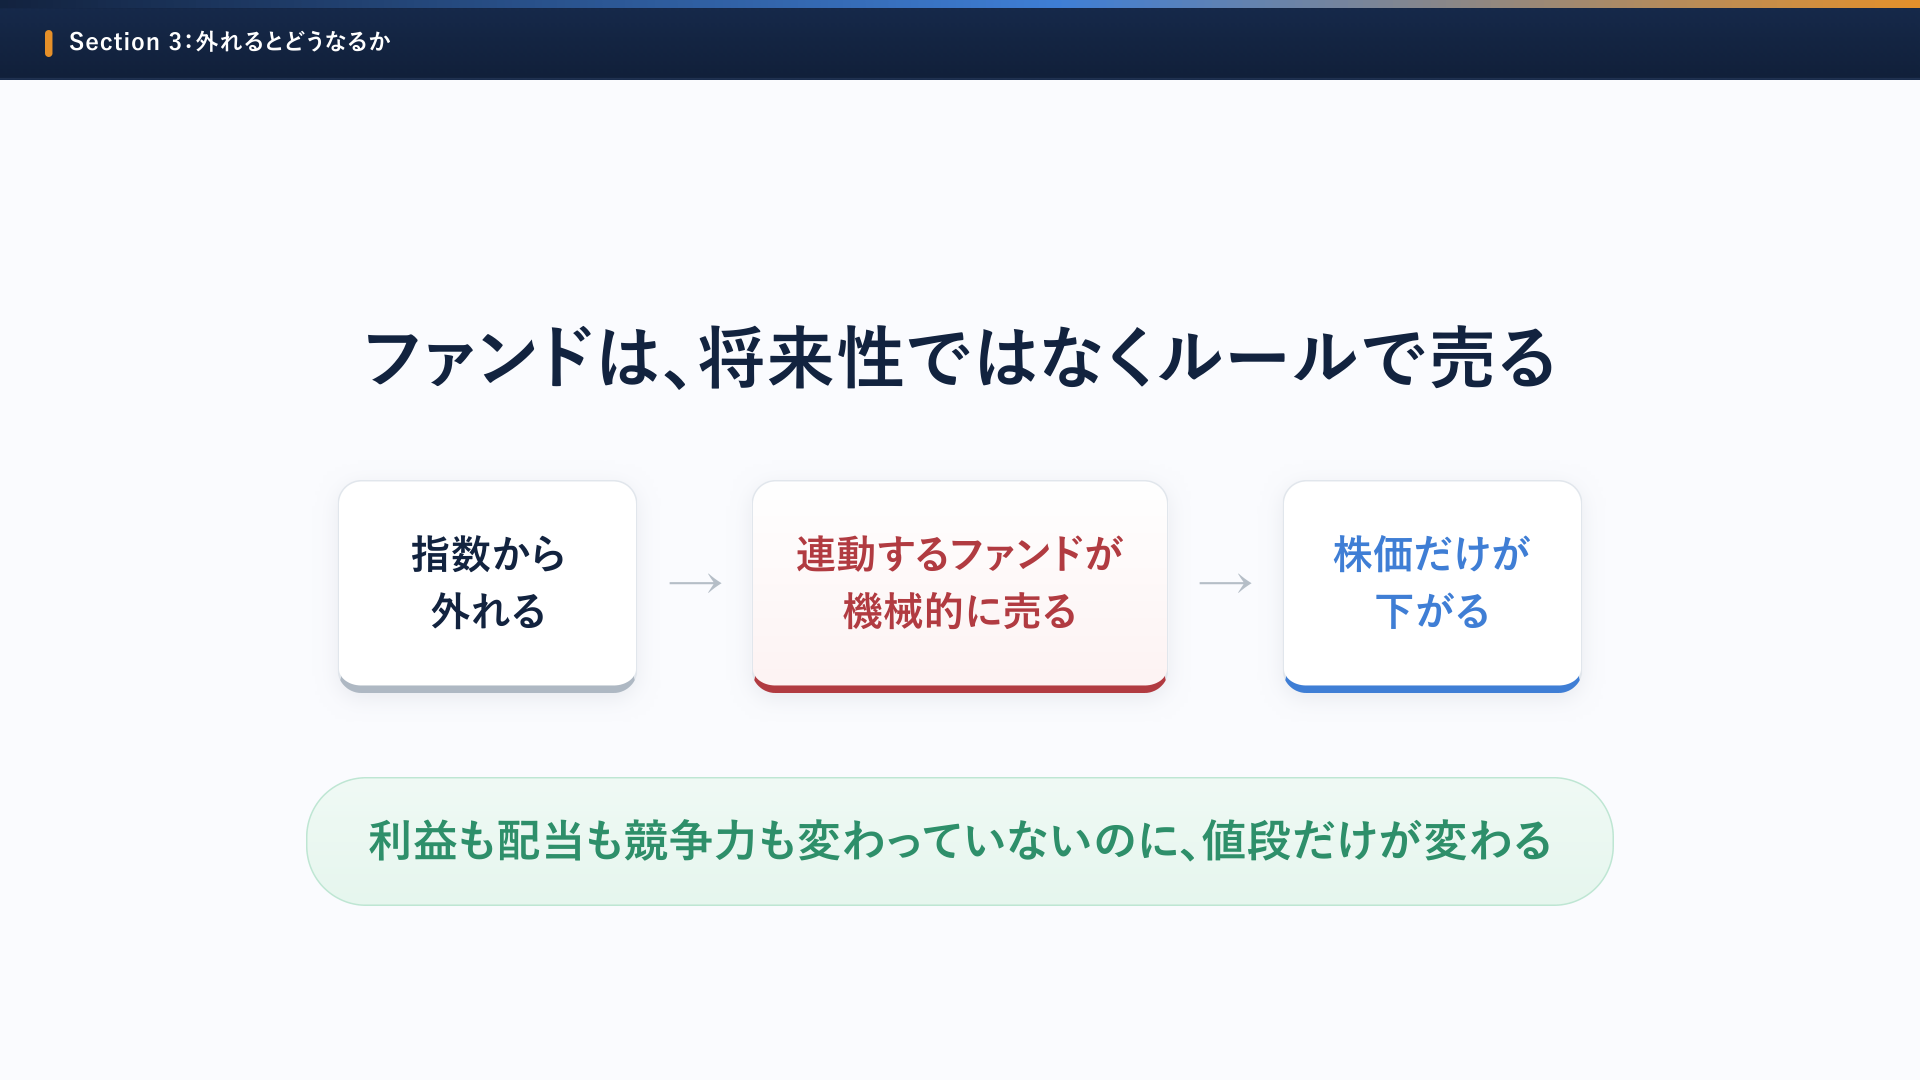 Section 3：外れるとどうなるか
ファンドは、将来性ではなくルールで売る
指数から
外れる
連動するファンドが
機械的に売る
株価だけが
下がる
利益も配当も競争力も変わっていないのに、値段だけが変わる